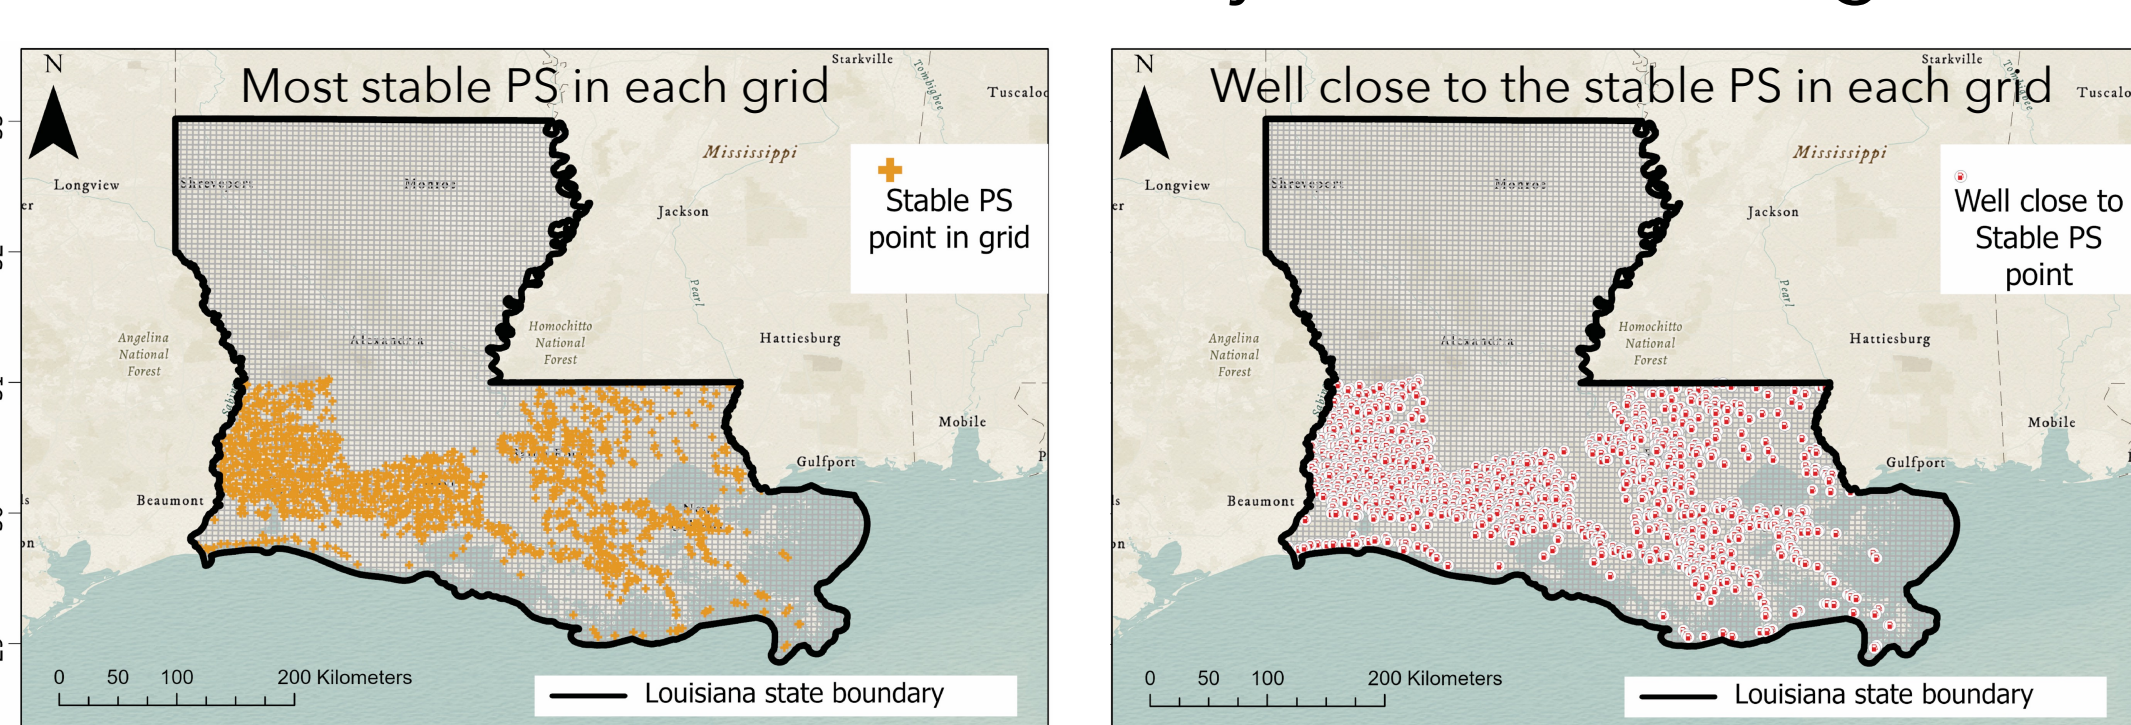 Most stable PS in each grid
N
Starkville
Tombigbee
Mississippi
Longview
Shreveport
Monroe
Jackson
Stable PS
point in grid
Pearl
Angelina
National
Forest
Alexandria
Homochitto
National
Forest
Hattiesburg
Mobile
Gulfport
Beaumont
0 50 100 200 Kilometers
Louisiana state boundary
Well close to the stable PS in each grid
N
Starkville
Mississippi
Longview
Shreveport
Monroe
Jackson
Well close to
Stable PS
point
Pearl
Angelina
National
Forest
Alexandria
Homochitto
National
Forest
Hattiesburg
Mobile
Gulfport
Beaumont
0 50 100 200 Kilometers
Louisiana state boundary